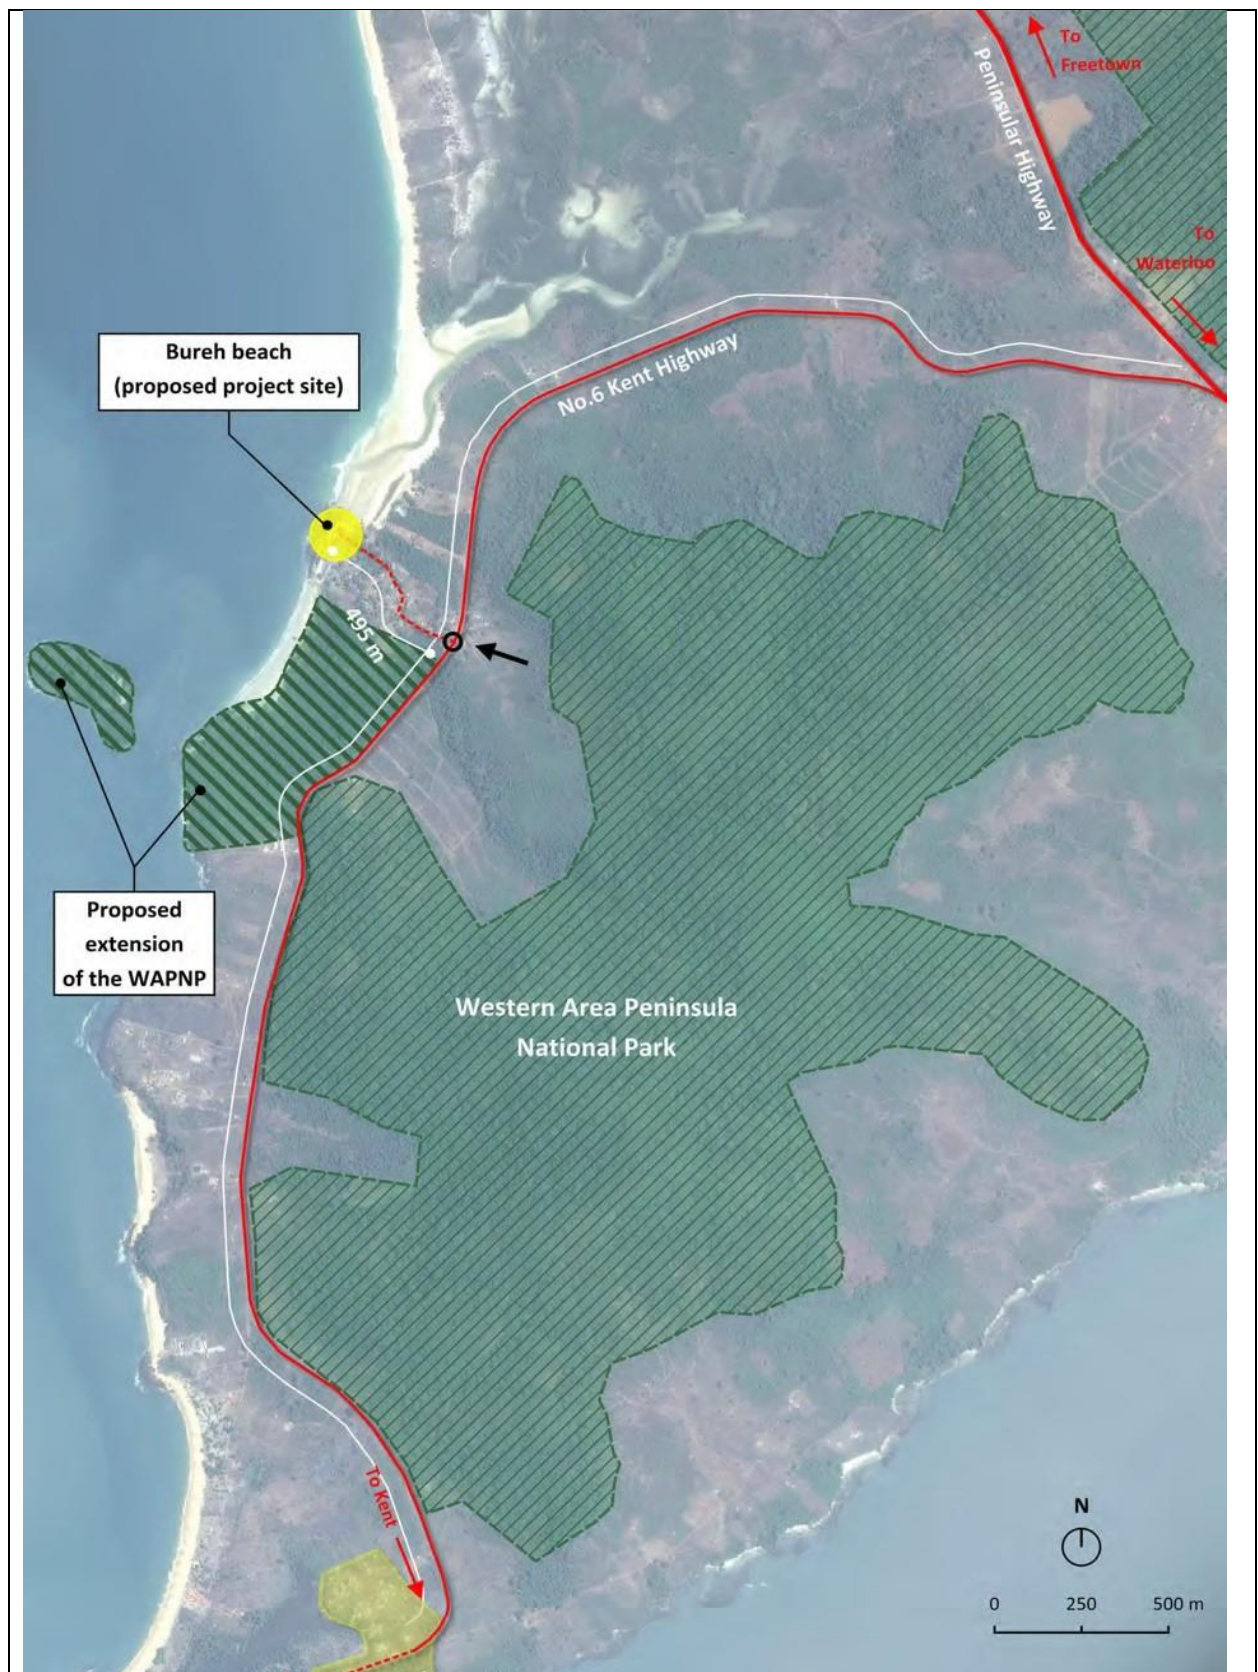 To
Freetown
Peninsular Highway
To
Waterloo
Bureh beach
(proposed project site)
No.6 Kent Highway
495 m
Proposed
extension
of the WAPNP
Western Area Peninsula
National Park
To Kent
N
0 250 500 m